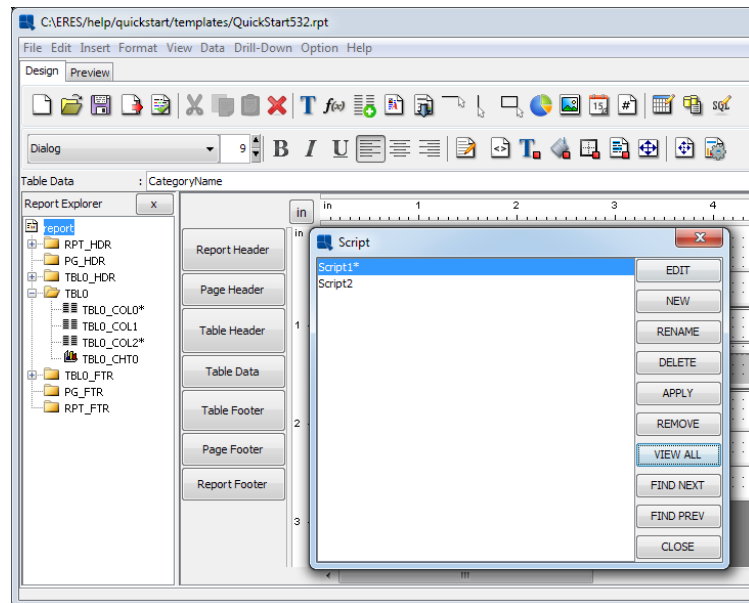 C:\ERES/help/quickstart/templates/QuickStart532.rpt
File Edit Insert Format View Data Drill-Down Option Help
Design Preview
T f(x) 15 # SQL
Dialog 9 B I U T
Table Data : CategoryName
Report Explorer x
report
RPT_HDR
PG_HDR
TBL0_HDR
TBL0
TBL0_COL0*
TBL0_COL1
TBL0_COL2*
TBL0_CHT0
TBL0_FTR
PG_FTR
RPT_FTR
in in 1 2 3 4
in
1
2
3
Report Header
Page Header
Table Header
Table Data
Table Footer
Page Footer
Report Footer
Script
Script1*
Script2
EDIT
NEW
RENAME
DELETE
APPLY
REMOVE
VIEW ALL
FIND NEXT
FIND PREV
CLOSE